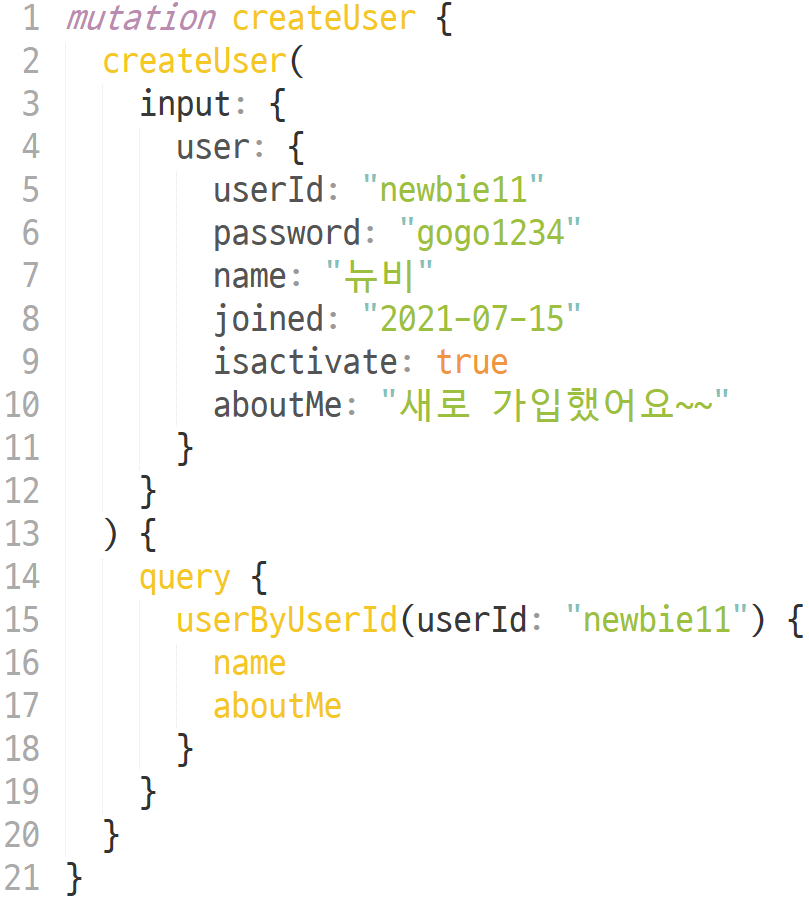 1 mutation createUser {
2 createUser(
3 input: {
4 user: {
5 userId: "newbie11"
6 password: "gogo1234"
7 name: "뉴비"
8 joined: "2021-07-15"
9 isactivate: true
10 aboutMe: "새로 가입했어요~~"
11 }
12 }
13 ) {
14 query {
15 userByUserId(userId: "newbie11") {
16 name
17 aboutMe
18 }
19 }
20 }
21 }